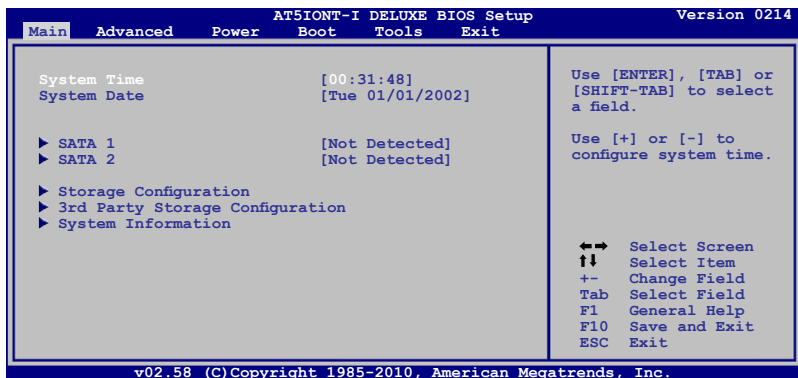 AT5IONT-I DELUXE BIOS Setup Version 0214
Main Advanced Power Boot Tools Exit
System Time [00:31:48]
System Date [Tue 01/01/2002]
SATA 1 [Not Detected]
SATA 2 [Not Detected]
Storage Configuration
3rd Party Storage Configuration
System Information
Use [ENTER], [TAB] or
[SHIFT-TAB] to select
a field.
Use [+] or [-] to
configure system time.
Select Screen
Select Item
+- Change Field
Tab Select Field
F1 General Help
F10 Save and Exit
ESC Exit
v02.58 (C)Copyright 1985-2010, American Megatrends, Inc.